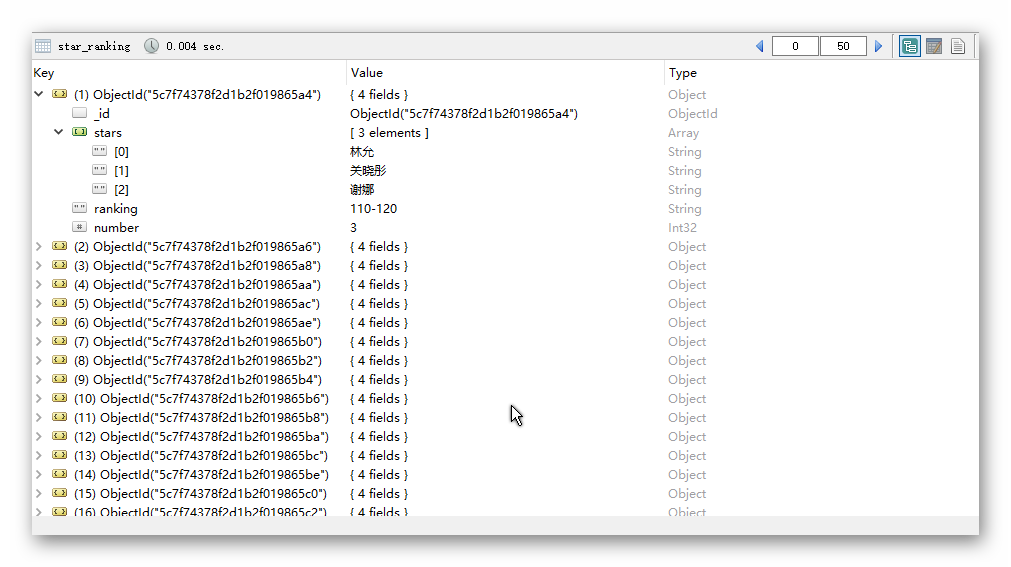 star_ranking 0.004 sec. 0 50
Key Value Type
(1) ObjectId("5c7f74378f2d1b2f019865a4") { 4 fields } Object
_id ObjectId("5c7f74378f2d1b2f019865a4") ObjectId
stars [ 3 elements ] Array
[0] 林允 String
[1] 关晓彤 String
[2] 谢娜 String
ranking 110-120 String
number 3 Int32
(2) ObjectId("5c7f74378f2d1b2f019865a6") { 4 fields } Object
(3) ObjectId("5c7f74378f2d1b2f019865a8") { 4 fields } Object
(4) ObjectId("5c7f74378f2d1b2f019865aa") { 4 fields } Object
(5) ObjectId("5c7f74378f2d1b2f019865ac") { 4 fields } Object
(6) ObjectId("5c7f74378f2d1b2f019865ae") { 4 fields } Object
(7) ObjectId("5c7f74378f2d1b2f019865b0") { 4 fields } Object
(8) ObjectId("5c7f74378f2d1b2f019865b2") { 4 fields } Object
(9) ObjectId("5c7f74378f2d1b2f019865b4") { 4 fields } Object
(10) ObjectId("5c7f74378f2d1b2f019865b6") { 4 fields } Object
(11) ObjectId("5c7f74378f2d1b2f019865b8") { 4 fields } Object
(12) ObjectId("5c7f74378f2d1b2f019865ba") { 4 fields } Object
(13) ObjectId("5c7f74378f2d1b2f019865bc") { 4 fields } Object
(14) ObjectId("5c7f74378f2d1b2f019865be") { 4 fields } Object
(15) ObjectId("5c7f74378f2d1b2f019865c0") { 4 fields } Object
(16) ObjectId("5c7f74378f2d1b2f019865c2") { 4 fields } Object